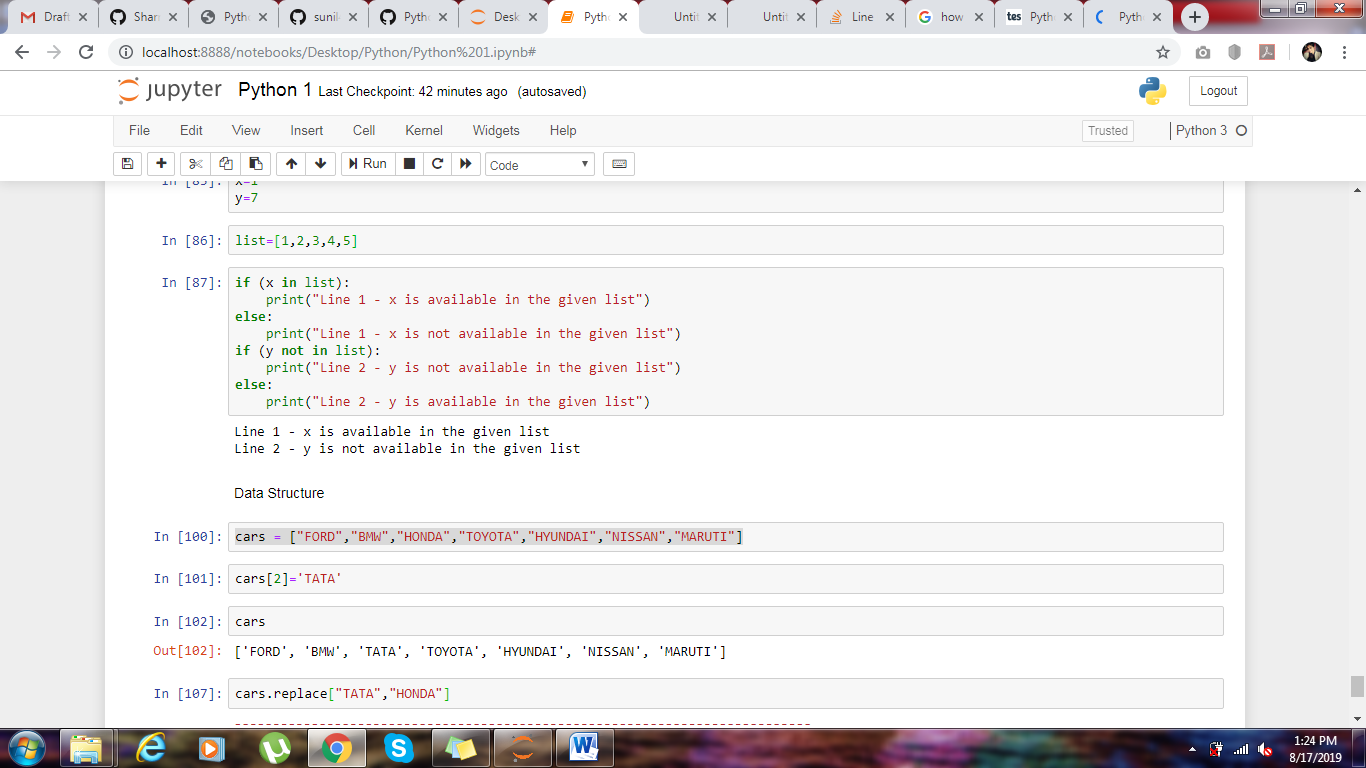 Draft
Shar
Pyth
sunil
Pyth
Desk
Pyth
Untit
Untit
Line
how
tes Pyth
Pyth
localhost:8888/notebooks/Desktop/Python/Python%201.ipynb#
jupyter Python 1 Last Checkpoint: 42 minutes ago (autosaved)
Logout
File Edit View Insert Cell Kernel Widgets Help
Trusted
Python 3
Run
Code
In [85]: x=1
y=7
In [86]: list=[1,2,3,4,5]
In [87]: if (x in list):
print("Line 1 - x is available in the given list")
else:
print("Line 1 - x is not available in the given list")
if (y not in list):
print("Line 2 - y is not available in the given list")
else:
print("Line 2 - y is available in the given list")
Line 1 - x is available in the given list
Line 2 - y is not available in the given list
Data Structure
In [100]: cars = ["FORD","BMW","HONDA","TOYOTA","HYUNDAI","NISSAN","MARUTI"]
In [101]: cars[2]='TATA'
In [102]: cars
Out[102]: ['FORD', 'BMW', 'TATA', 'TOYOTA', 'HYUNDAI', 'NISSAN', 'MARUTI']
In [107]: cars.replace["TATA","HONDA"]
---------------------------------------------------------------------------
1:24 PM
8/17/2019